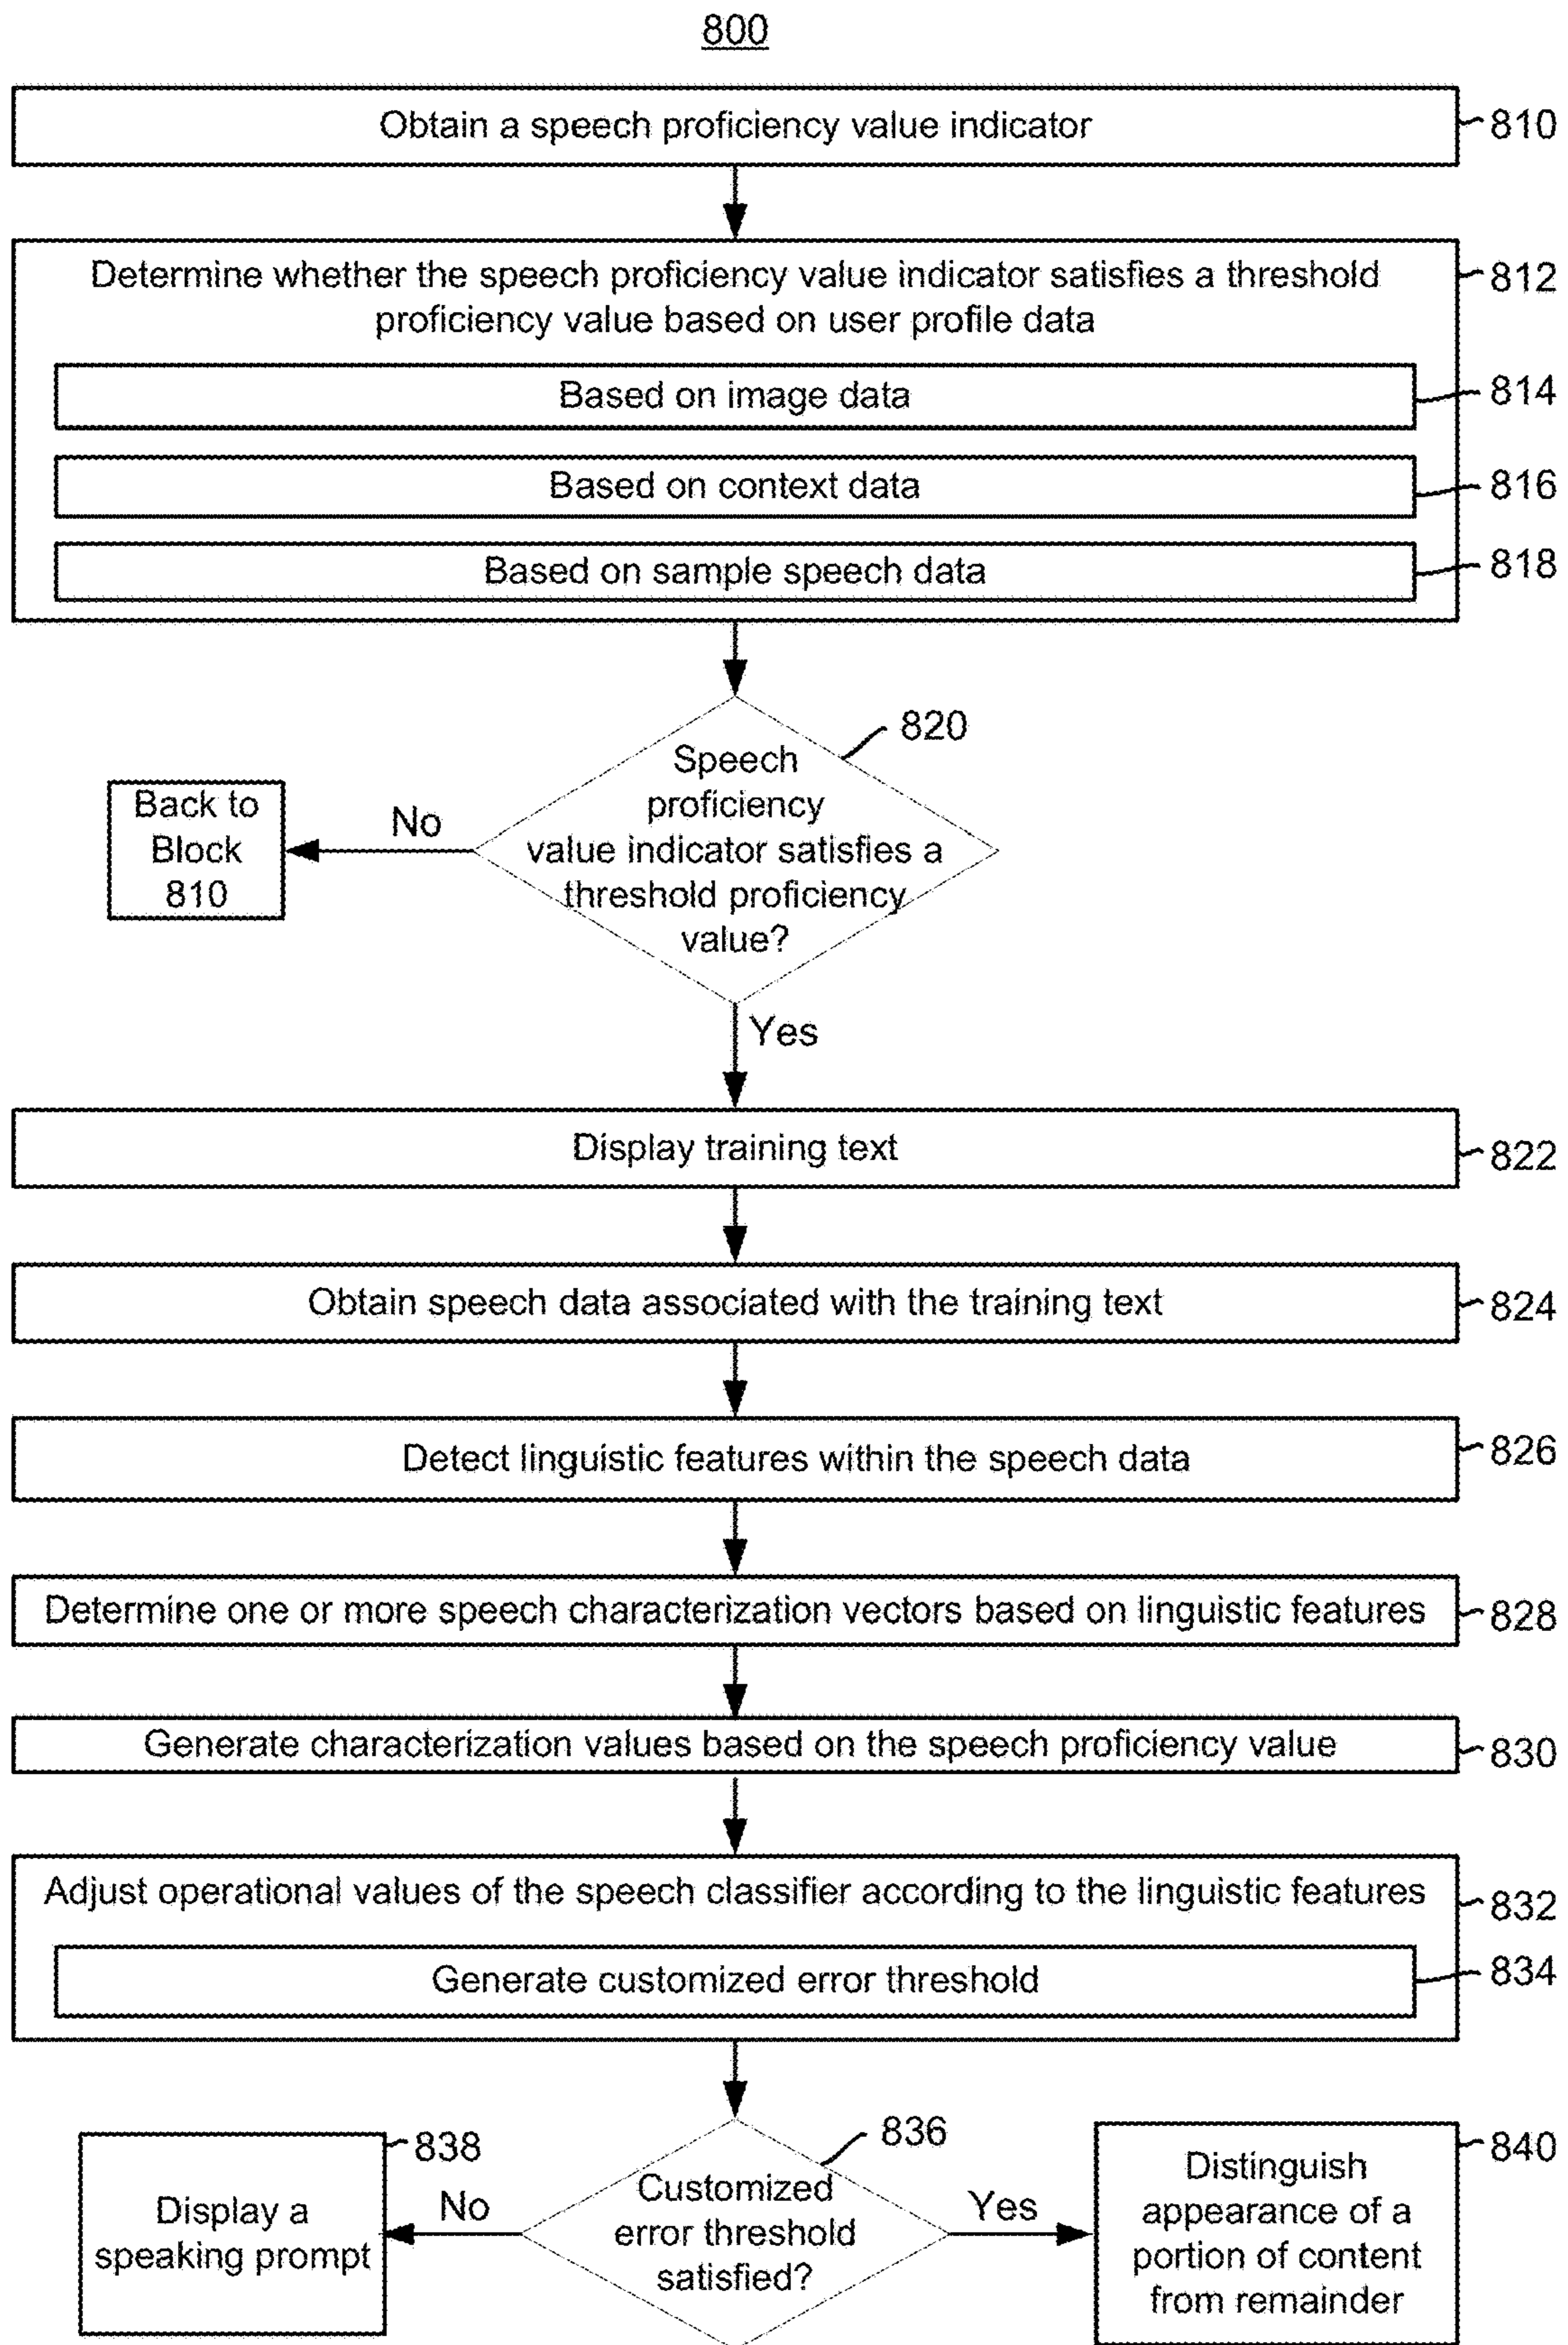 800
Obtain a speech proficiency value indicator
810
Determine whether the speech proficiency value indicator satisfies a threshold
proficiency value based on user profile data
812
Based on image data
814
Based on context data
816
Based on sample speech data
818
820
Speech
proficiency
value indicator satisfies a
threshold proficiency
value?
No
Back to
Block
810
Yes
Display training text
822
Obtain speech data associated with the training text
824
Detect linguistic features within the speech data
826
Determine one or more speech characterization vectors based on linguistic features
828
Generate characterization values based on the speech proficiency value
830
Adjust operational values of the speech classifier according to the linguistic features
832
Generate customized error threshold
834
836
Customized
error threshold
satisfied?
No
838
Display a
speaking prompt
Yes
840
Distinguish
appearance of a
portion of content
from remainder